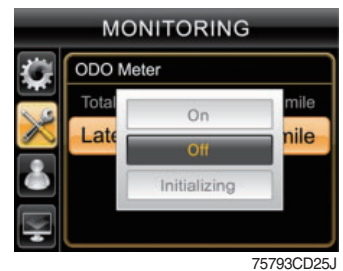 MONITORING
ODO Meter
Total
mile
On
Late
mile
Off
Initializing
75793CD25J